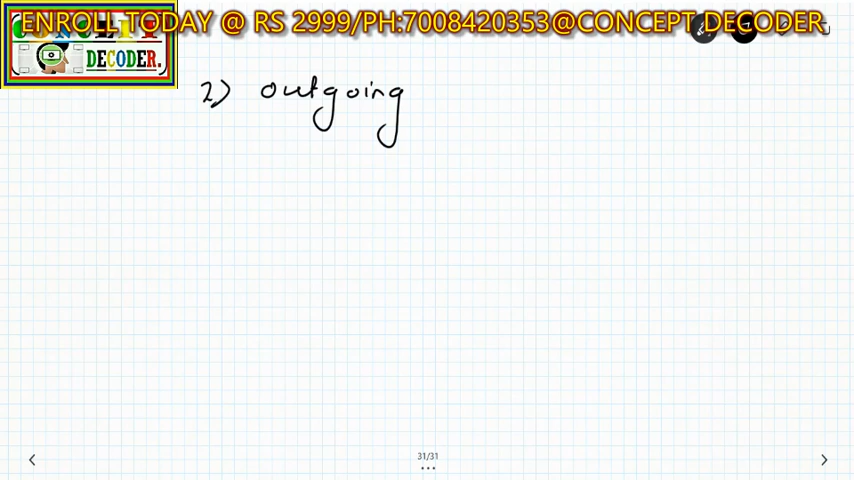 ENROLL TODAY @ RS 2999/PH:7008420353@CONCEPT DECODER.
DECODER.
2) outgoing
31/31